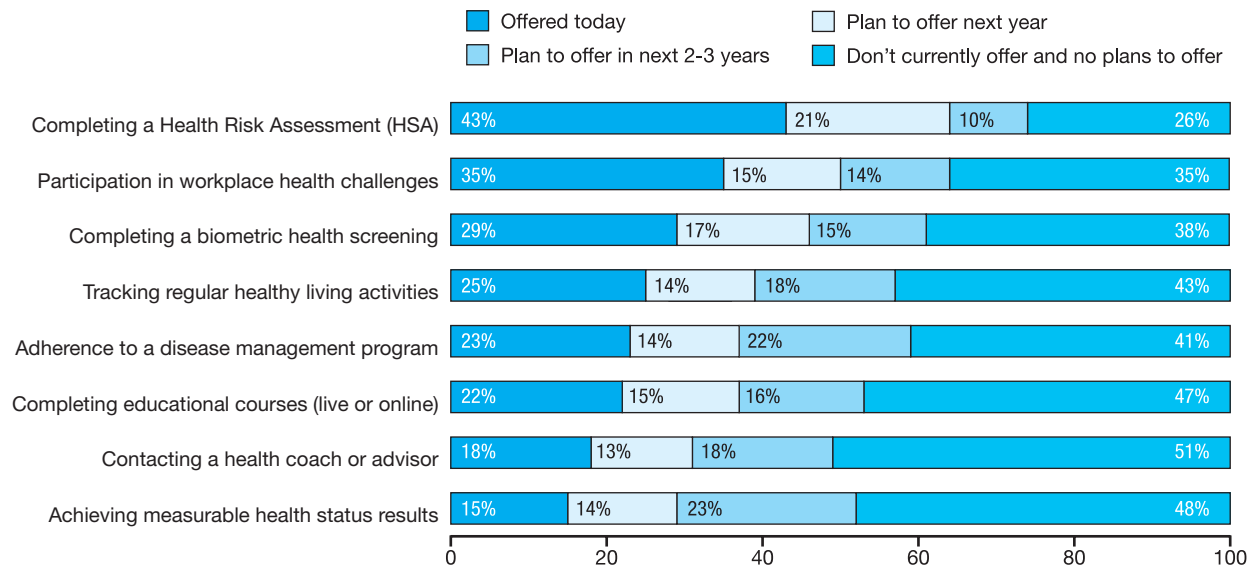 Offered today
Plan to offer next year
Plan to offer in next 2-3 years
Don’t currently offer and no plans to offer
Completing a Health Risk Assessment (HSA)
43% 21% 10% 26%
Participation in workplace health challenges
35% 15% 14% 35%
Completing a biometric health screening
29% 17% 15% 38%
Tracking regular healthy living activities
25% 14% 18% 43%
Adherence to a disease management program
23% 14% 22% 41%
Completing educational courses (live or online)
22% 15% 16% 47%
Contacting a health coach or advisor
18% 13% 18% 51%
Achieving measurable health status results
15% 14% 23% 48%
0 20 40 60 80 100